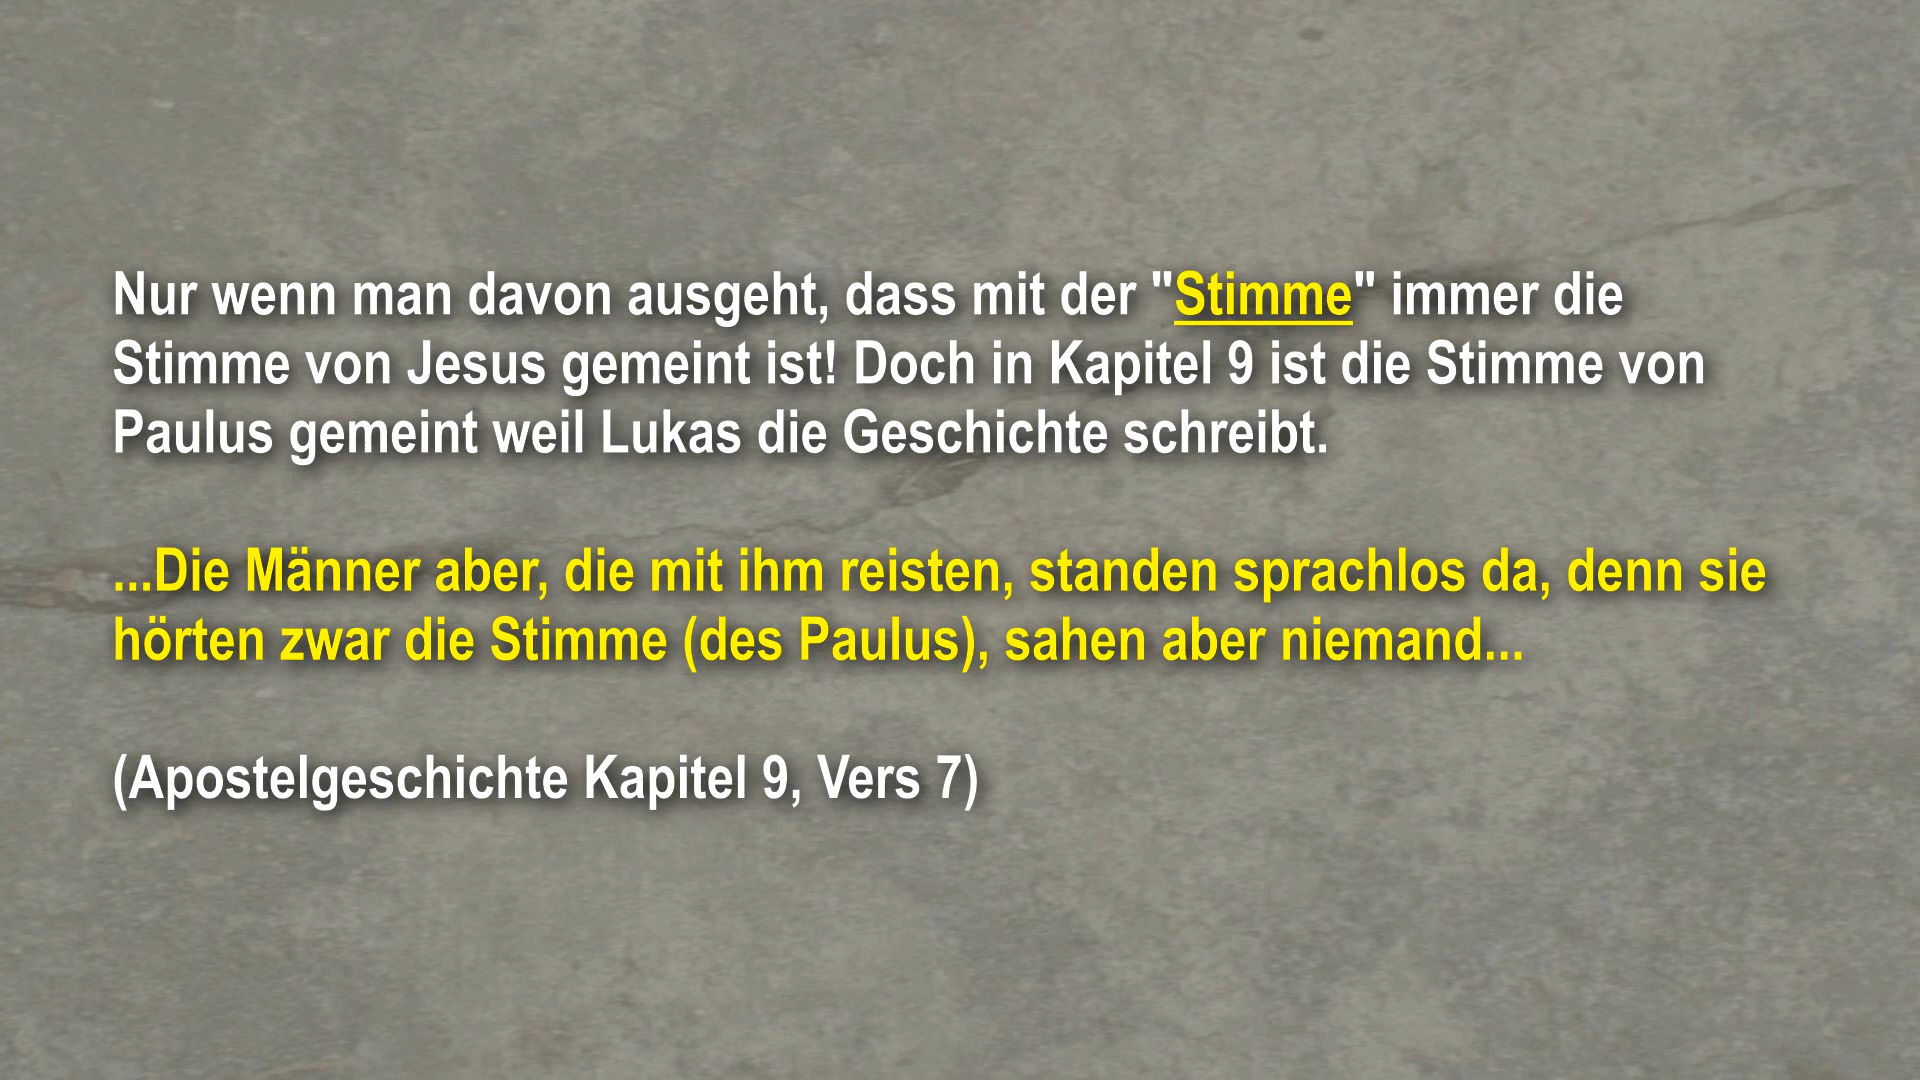 Nur wenn man davon ausgeht, dass mit der "Stimme" immer die
Stimme von Jesus gemeint ist! Doch in Kapitel 9 ist die Stimme von
Paulus gemeint weil Lukas die Geschichte schreibt.
...Die Männer aber, die mit ihm reisten, standen sprachlos da, denn sie
hörten zwar die Stimme (des Paulus), sahen aber niemand...
(Apostelgeschichte Kapitel 9, Vers 7)